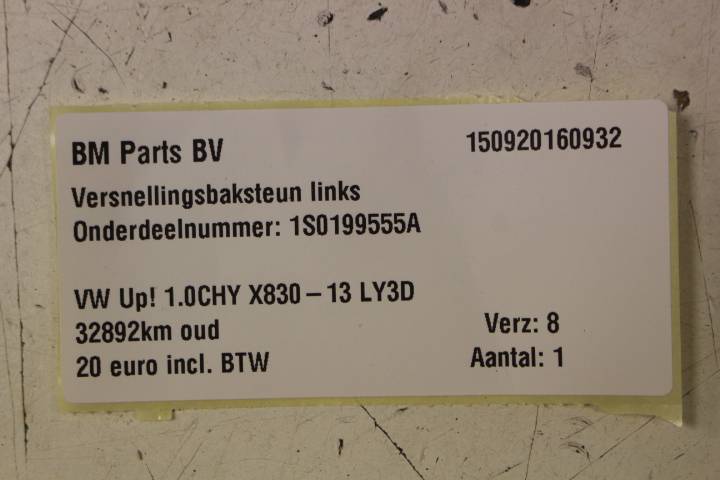 BM Parts BV 150920160932
Versnellingsbaksteun links
Onderdeelnummer: 1S0199555A
VW Up! 1.0CHY X830 – 13 LY3D
32892km oud Verz: 8
20 euro incl. BTW Aantal: 1